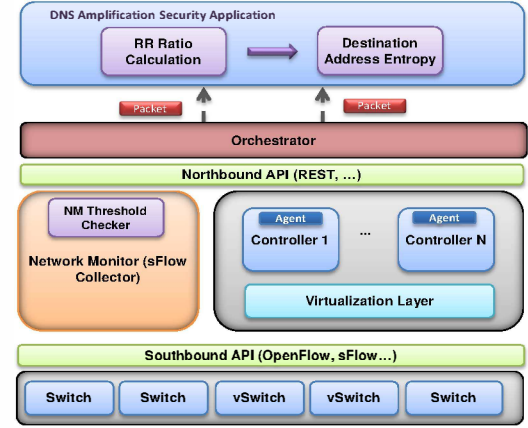 DNS Amplification Security Application
RR Ratio
Calculation
Destination
Address Entropy
Packet
Packet
Orchestrator
Northbound API (REST, ...)
NM Threshold
Checker
Network Monitor (sFlow
Collector)
Agent
Controller 1
...
Agent
Controller N
Virtualization Layer
Southbound API (OpenFlow, sFlow...)
Switch
Switch
vSwitch
vSwitch
Switch